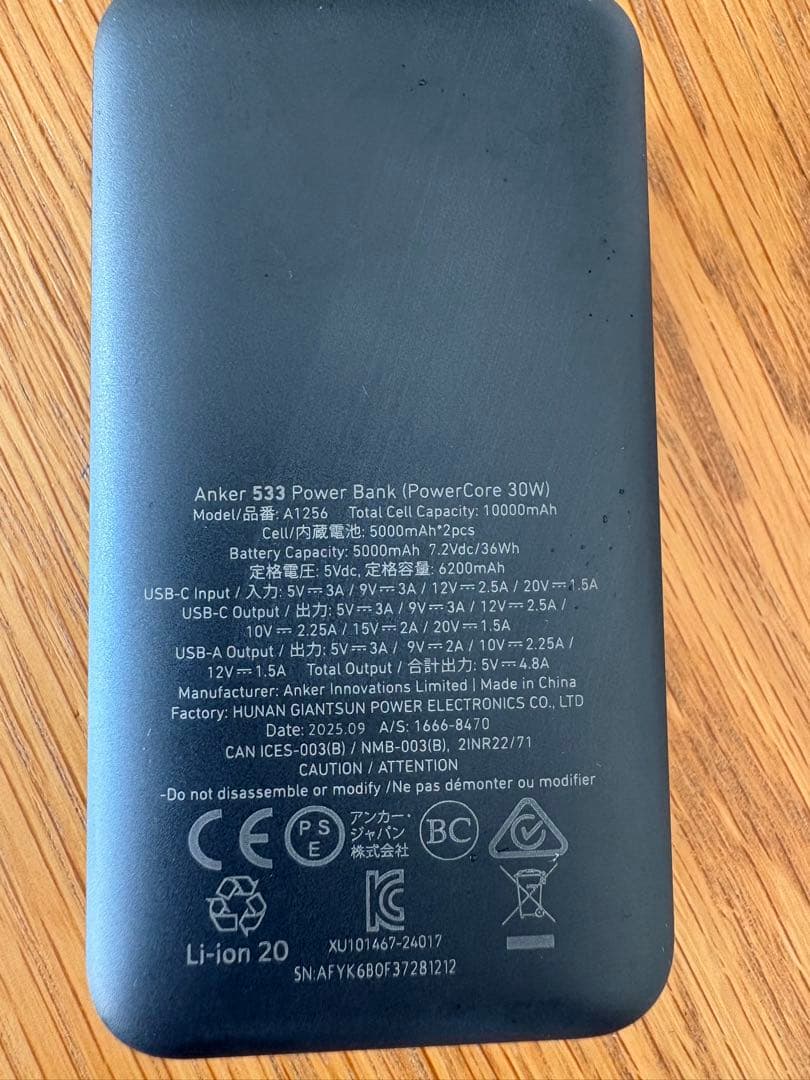 Anker 533 Power Bank (PowerCore 30W)
Model/品番: A1256 Total Cell Capacity: 10000mAh
Cell/内蔵電池: 5000mAh*2pcs
Battery Capacity: 5000mAh 7.2Vdc/36Wh
定格電圧: 5Vdc, 定格容量: 6200mAh
USB-C Input / 入力: 5V⎓3A / 9V⎓3A / 12V⎓2.5A / 20V⎓1.5A
USB-C Output / 出力: 5V⎓3A / 9V⎓3A / 12V⎓2.5A /
10V⎓ 2.25A / 15V⎓2A / 20V⎓1.5A
USB-A Output / 出力: 5V⎓3A / 9V⎓2A / 10V⎓2.25A /
12V⎓1.5A Total Output / 合計出力: 5V⎓4.8A
Manufacturer: Anker Innovations Limited | Made in China
Factory: HUNAN GIANTSUN POWER ELECTRONICS CO., LTD
Date: 2025.09 A/S: 1666-8470
CAN ICES-003(B) / NMB-003(B), 2INR22/71
CAUTION / ATTENTION
-Do not disassemble or modify /Ne pas démonter ou modifier
CE PSE アンカー・
ジャパン
株式会社
BC
Li-ion 20
XU101467-24017
SN:AFYK6B0F37281212